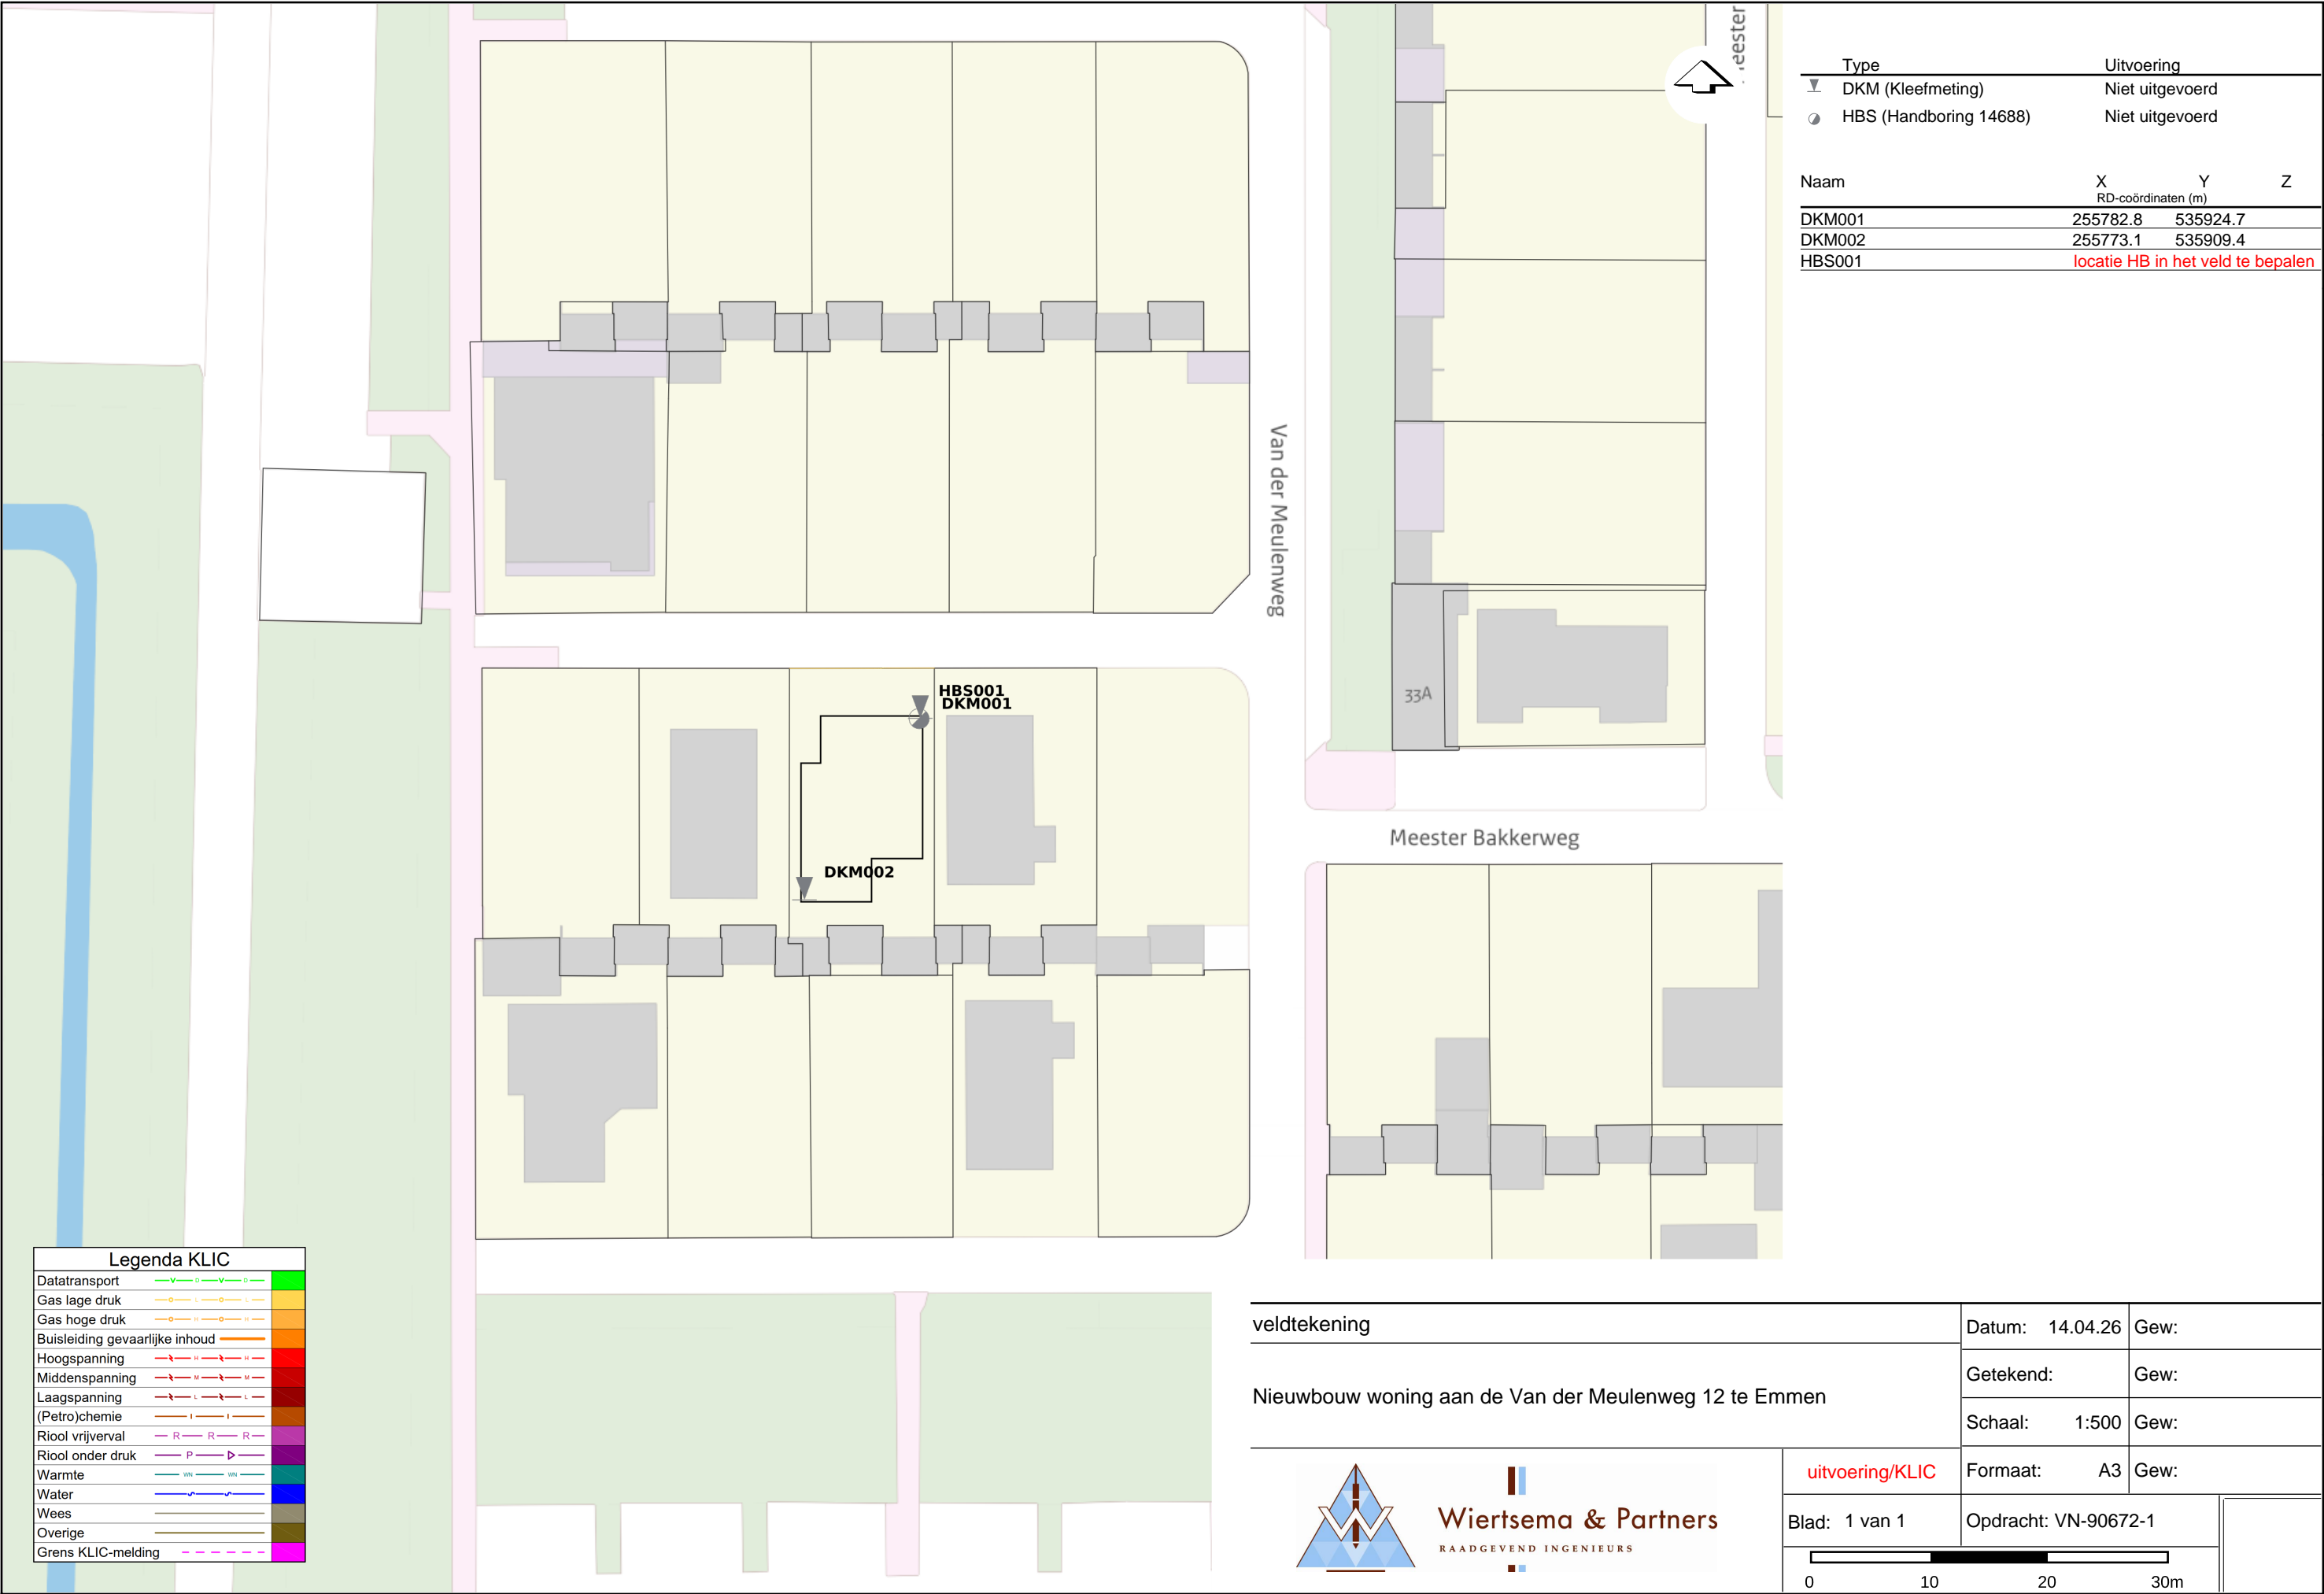 Meester
Type Uitvoering
DKM (Kleefmeting) Niet uitgevoerd
HBS (Handboring 14688) Niet uitgevoerd
Naam X Y Z
RD-coördinaten (m)
DKM001 255782.8 535924.7
DKM002 255773.1 535909.4
HBS001 locatie HB in het veld te bepalen
Van der Meulenweg
HBS001
DKM001
33A
Meester Bakkerweg
DKM002
Legenda KLIC
Datatransport
Gas lage druk
Gas hoge druk
Buisleiding gevaarlijke inhoud
Hoogspanning H H
Middenspanning M M
Laagspanning L L
(Petro)chemie I I
Riool vrijverval R R R
Riool onder druk P
Warmte WN WN
Water
Wees
Overige
Grens KLIC-melding
veldtekening
Datum: 14.04.26 Gew:
Nieuwbouw woning aan de Van der Meulenweg 12 te Emmen
Getekend: Gew:
Schaal: 1:500 Gew:
Wiertsema & Partners
RAADGEVEND INGENIEURS
uitvoering/KLIC
Formaat: A3 Gew:
Blad: 1 van 1
Opdracht: VN-90672-1
0 10 20 30m